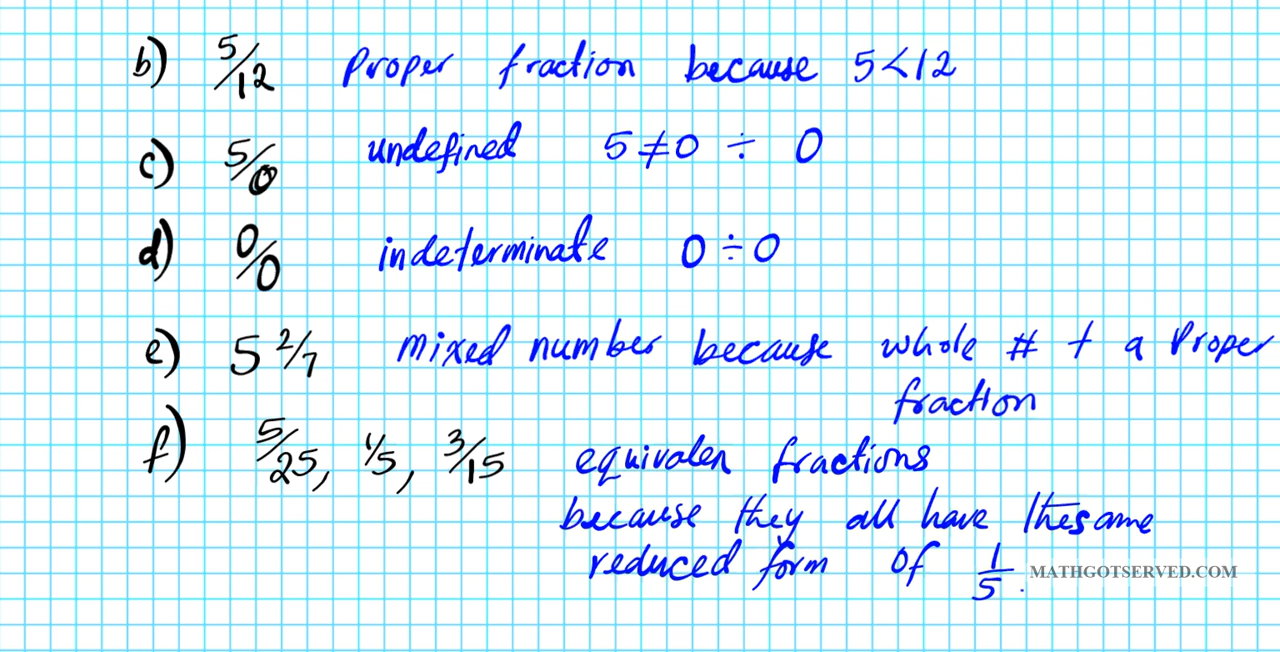 b) 5/12 Proper fraction because 5<12
c) 5/0 undefined 5≠0 ÷ 0
d) 0/0 indeterminate 0÷0
e) 5 2/7 mixed number because whole # + a Proper
fraction
f) 5/25, 1/5, 3/15 equivalen fractions
because they all have the same
reduced form of 1/5.
MATHGOTSERVED.COM